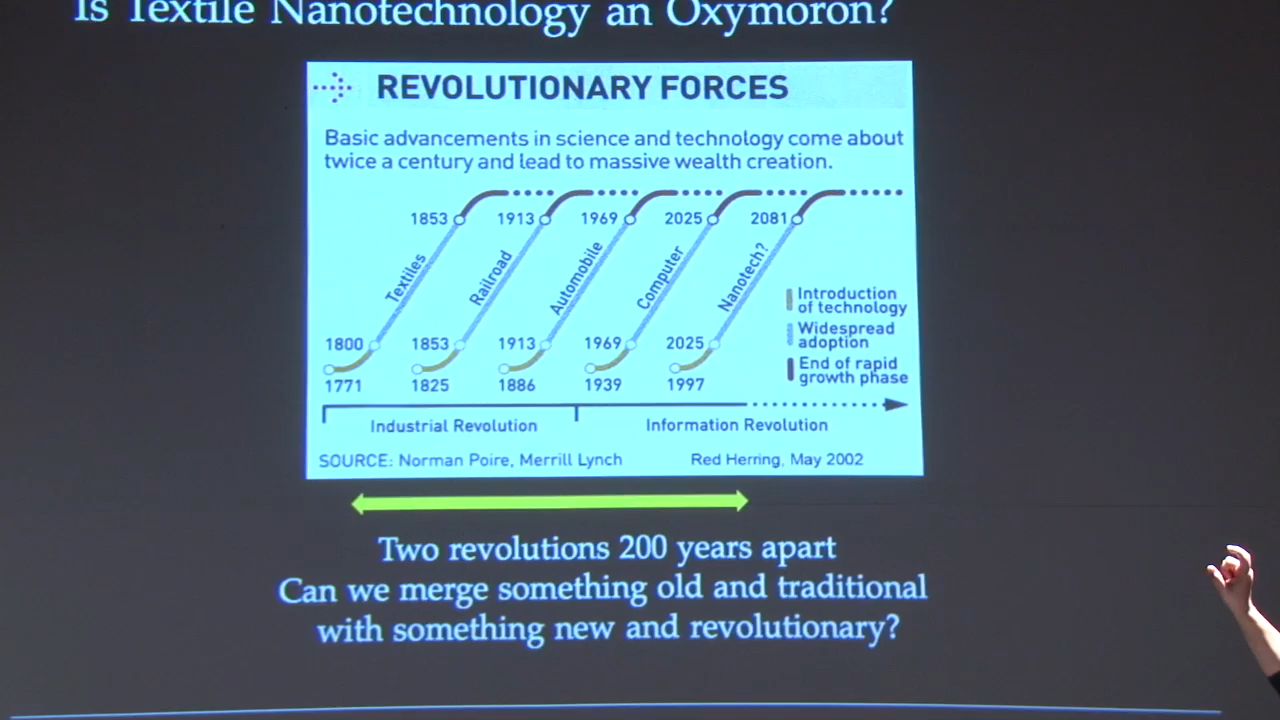 Is Textile Nanotechnology an Oxymoron?
REVOLUTIONARY FORCES
Basic advancements in science and technology come about
twice a century and lead to massive wealth creation.
1853 1913 1969 2025 2081
Textiles Railroad Automobile Computer Nanotech?
Introduction
of technology
Widespread
adoption
End of rapid
growth phase
1800 1853 1913 1969 2025
1771 1825 1886 1939 1997
Industrial Revolution Information Revolution
SOURCE: Norman Poire, Merrill Lynch Red Herring, May 2002
Two revolutions 200 years apart
Can we merge something old and traditional
with something new and revolutionary?